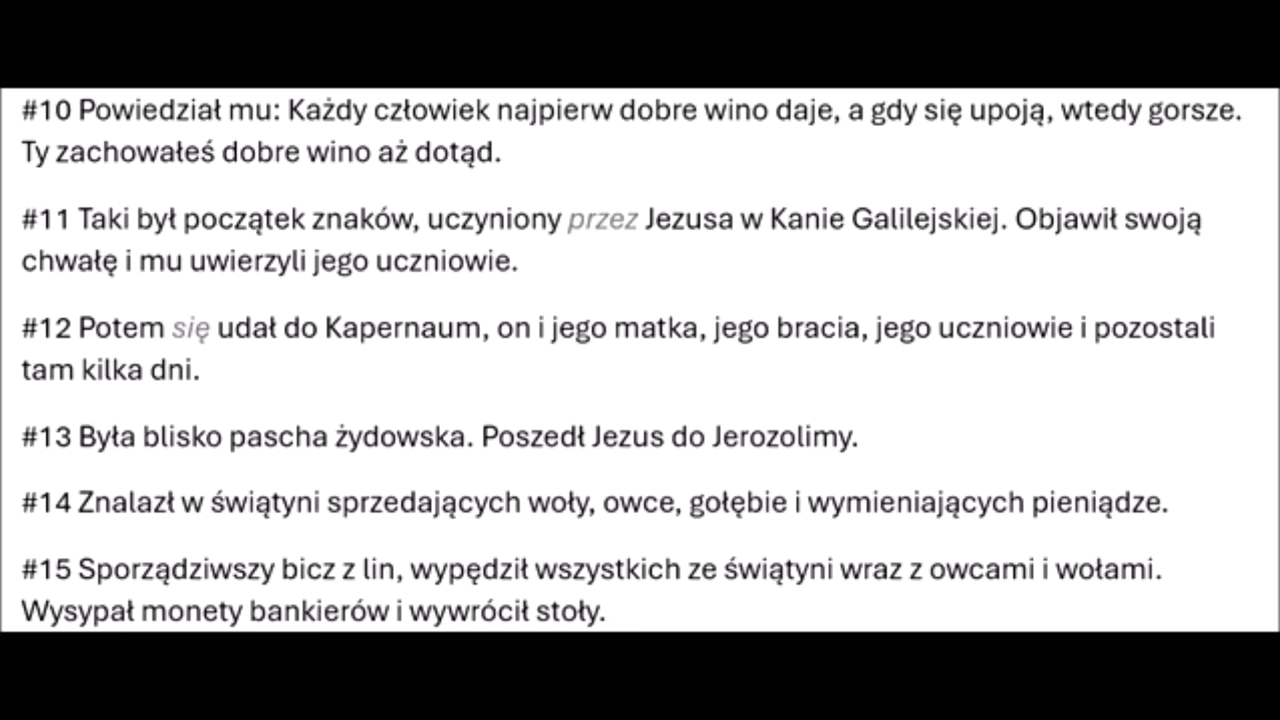 #10 Powiedział mu: Każdy człowiek najpierw dobre wino daje, a gdy się upoją, wtedy gorsze.
Ty zachowałeś dobre wino aż dotąd.
#11 Taki był początek znaków, uczyniony przez Jezusa w Kanie Galilejskiej. Objawił swoją
chwałę i mu uwierzyli jego uczniowie.
#12 Potem się udał do Kapernaum, on i jego matka, jego bracia, jego uczniowie i pozostali
tam kilka dni.
#13 Była blisko pascha żydowska. Poszedł Jezus do Jerozolimy.
#14 Znalazł w świątyni sprzedających woły, owce, gołębie i wymieniających pieniądze.
#15 Sporządziwszy bicz z lin, wypędził wszystkich ze świątyni wraz z owcami i wołami.
Wysypał monety bankierów i wywrócił stoły.